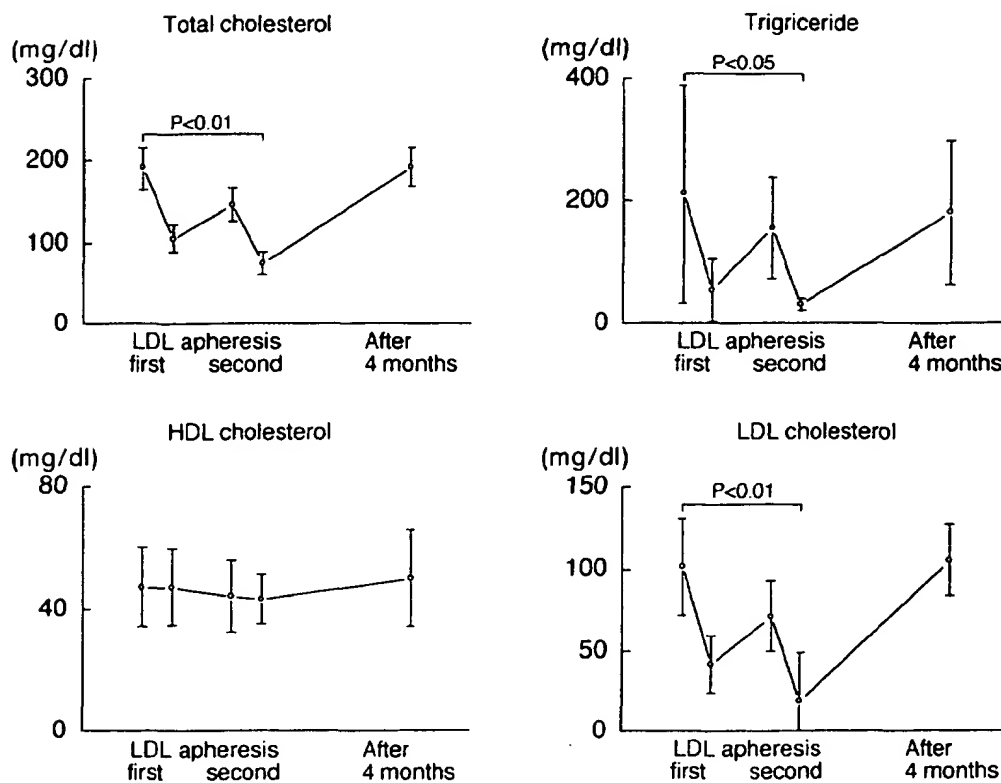 Total cholesterol
(mg/dl)
300
200
100
0
P<0.01
LDL apheresis
first second
After
4 months
Trigriceride
(mg/dl)
400
200
0
P<0.05
LDL apheresis
first second
After
4 months
HDL cholesterol
(mg/dl)
80
40
0
LDL apheresis
first second
After
4 months
LDL cholesterol
(mg/dl)
150
100
50
0
P<0.01
LDL apheresis
first second
After
4 months